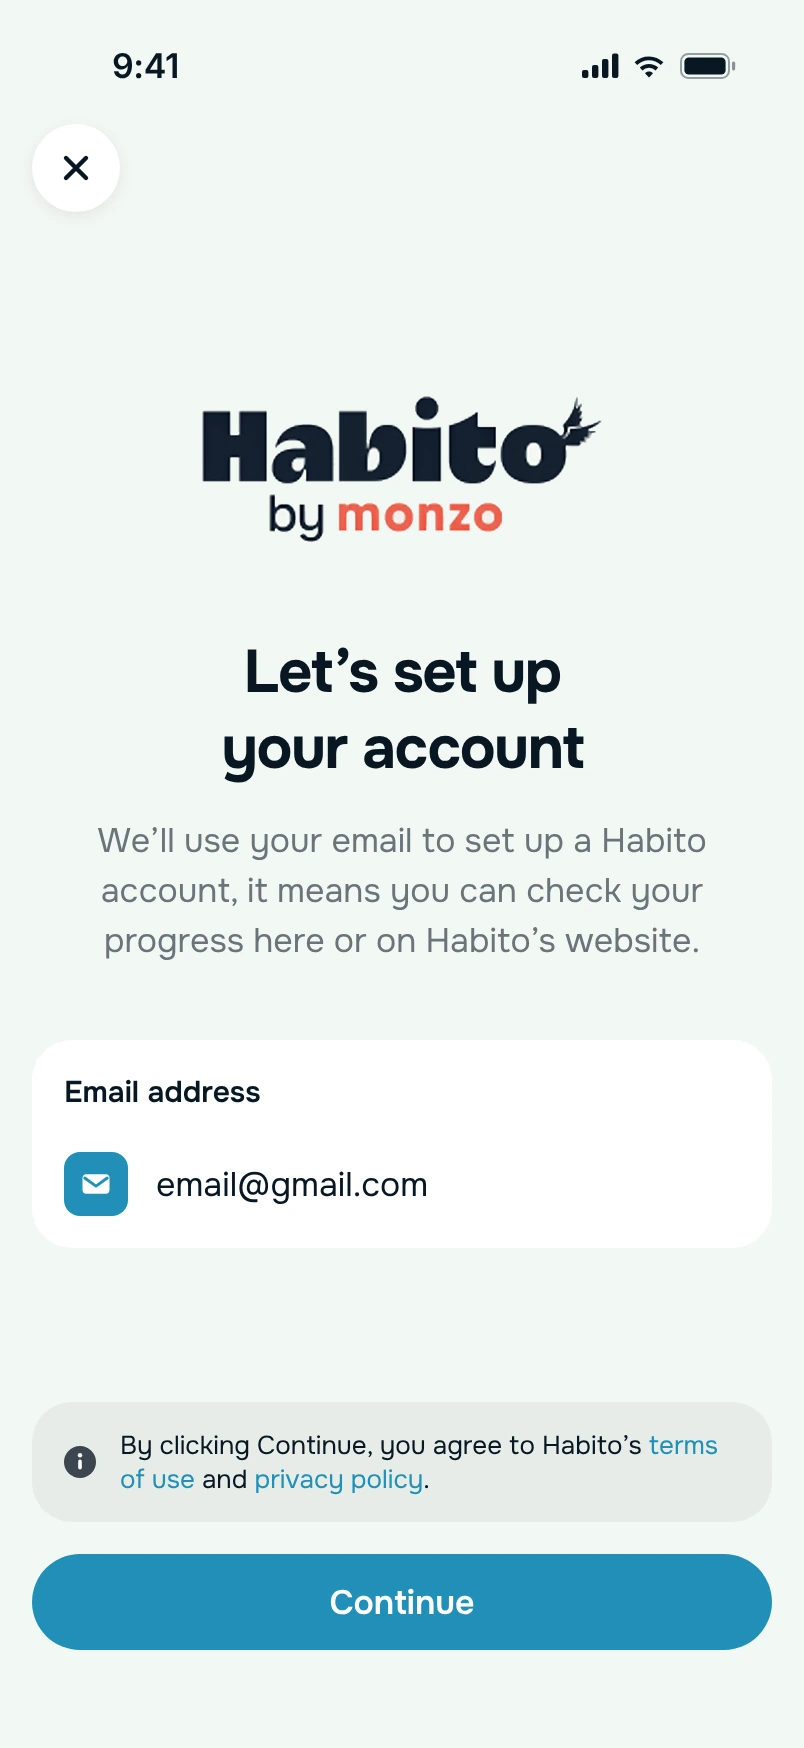 9:41
Habito
by monzo
Let’s set up
your account
We’ll use your email to set up a Habito
account, it means you can check your
progress here or on Habito’s website.
Email address
email@gmail.com
By clicking Continue, you agree to Habito’s terms
of use and privacy policy.
Continue